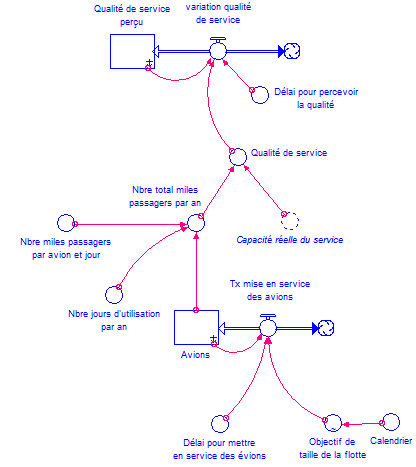 Qualité de service
perçu
variation qualité
de service
Délai pour percevoir
la qualité
Qualité de service
Nbre total miles
passagers par an
Capacité réelle du service
Nbre miles passagers
par avion et jour
Nbre jours d'utilisation
par an
Tx mise en service
des avions
Avions
Délai pour mettre
en service des évions
Objectif de
taille de la flotte
Calendrier